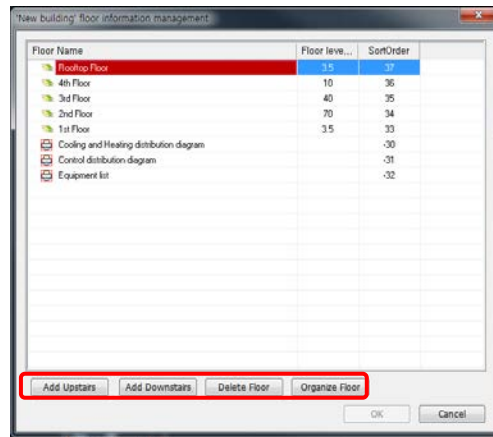 'New building' floor information management
Floor Name Floor leve... SortOrder
Rooftop Floor 3.5 37
4th Floor 10 36
3rd Floor 40 35
2nd Floor 70 34
1st Floor 3.5 33
Cooling and Heating distribution diagram -30
Control distribution diagram -31
Equipment list -32
Add Upstairs Add Downstairs Delete Floor Organize Floor
OK Cancel